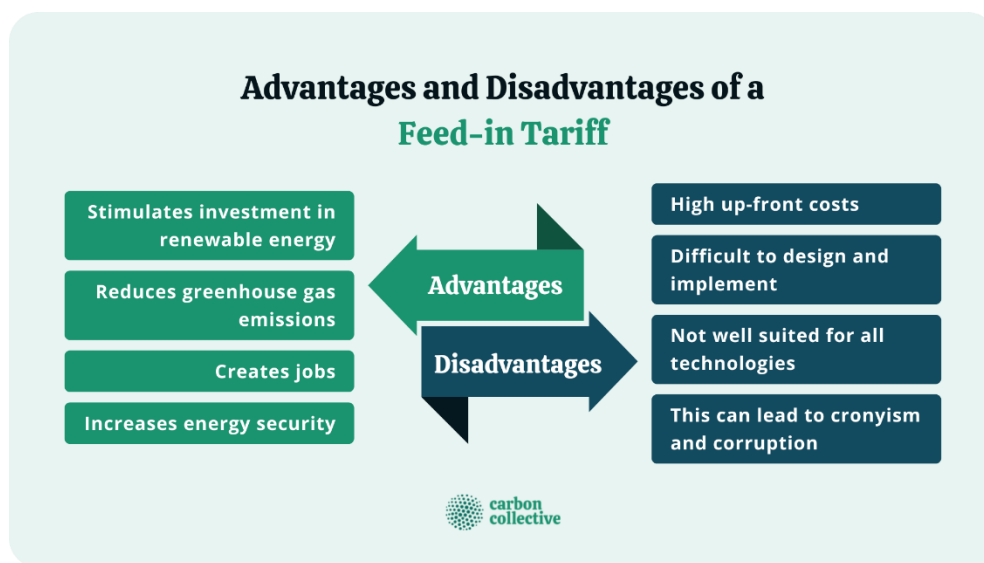 Advantages and Disadvantages of a
Feed-in Tariff
Stimulates investment in
renewable energy
Reduces greenhouse gas
emissions
Creates jobs
Increases energy security
Advantages
Disadvantages
High up-front costs
Difficult to design and
implement
Not well suited for all
technologies
This can lead to cronyism
and corruption
carbon
collective